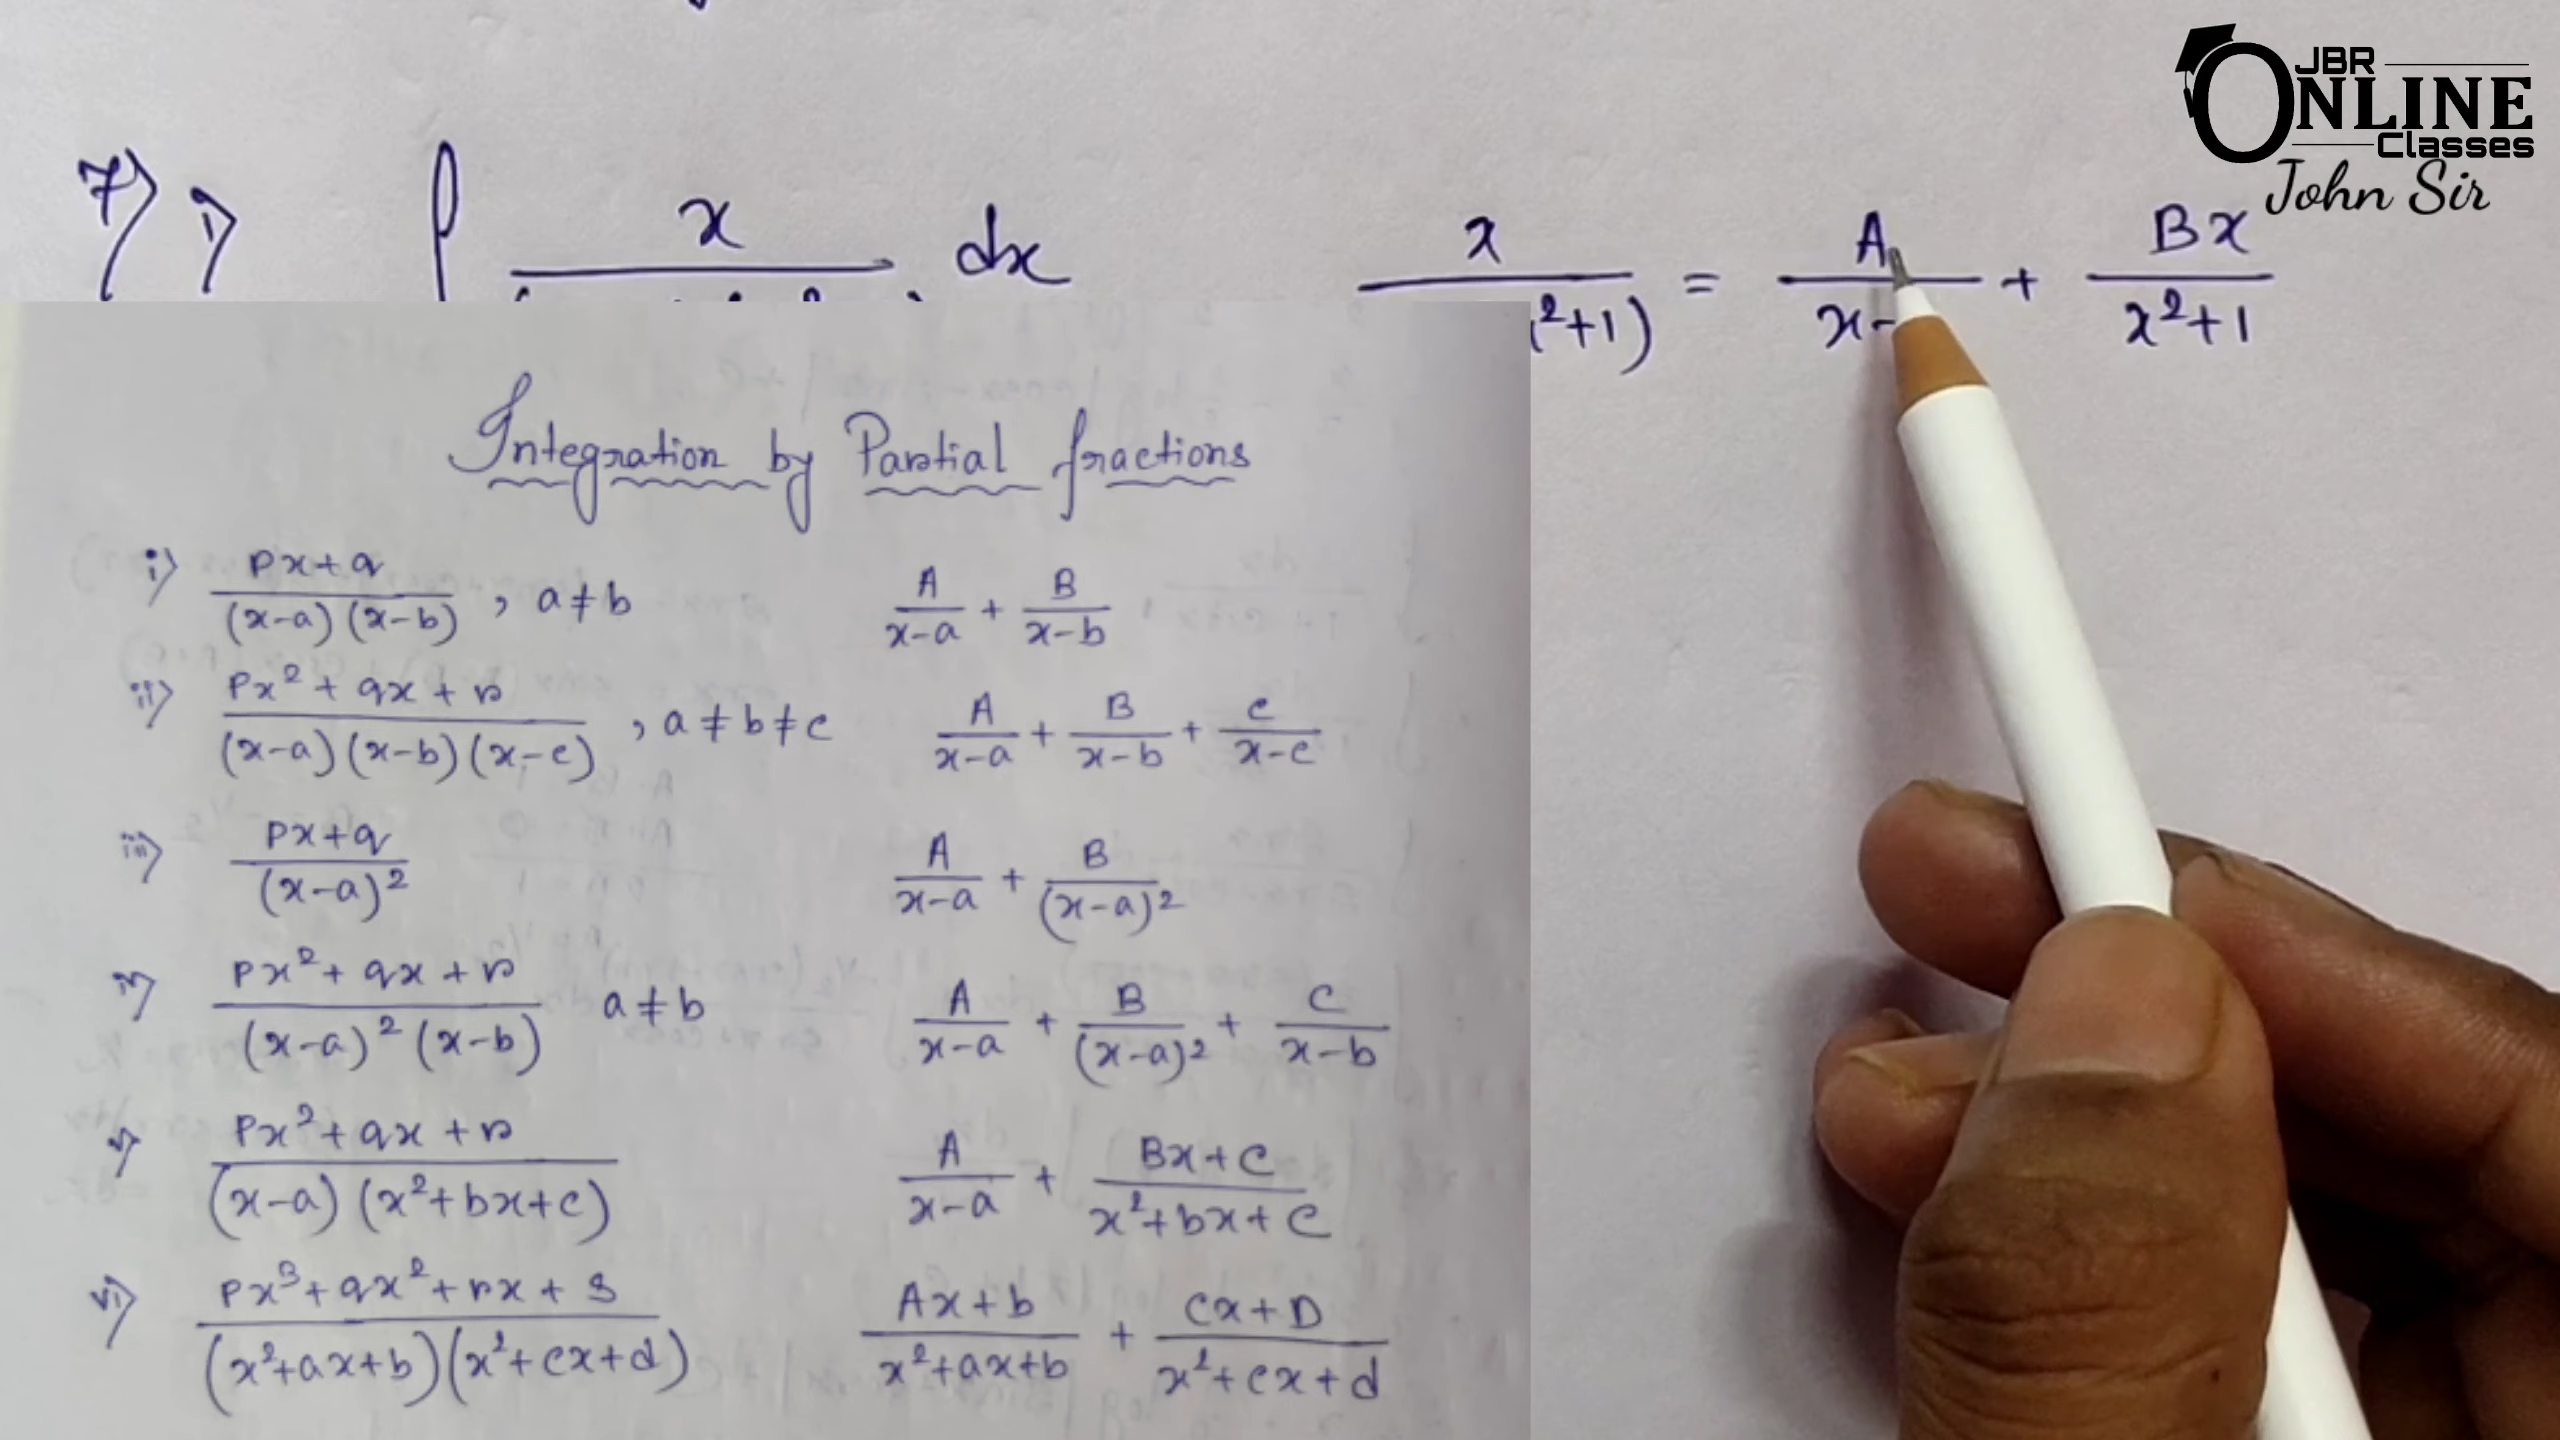 JBR
ONLINE
Classes
John Sir
7) i) ∫ x dx
x / x²+1) = A / x- + Bx / x²+1
Integration by Partial fractions
i) px+q / (x-a)(x-b) , a≠b A / x-a + B / x-b
ii) px²+qx+r / (x-a)(x-b)(x-c) , a≠b≠c A / x-a + B / x-b + C / x-c
iii) px+q / (x-a)² A / x-a + B / (x-a)²
iv) px²+qx+r / (x-a)²(x-b) a≠b A / x-a + B / (x-a)² + C / x-b
v) px²+qx+r / (x-a)(x²+bx+c) A / x-a + Bx+C / x²+bx+c
vi) px³+qx²+rx+s / (x²+ax+b)(x²+cx+d) Ax+b / x²+ax+b + Cx+D / x²+cx+d